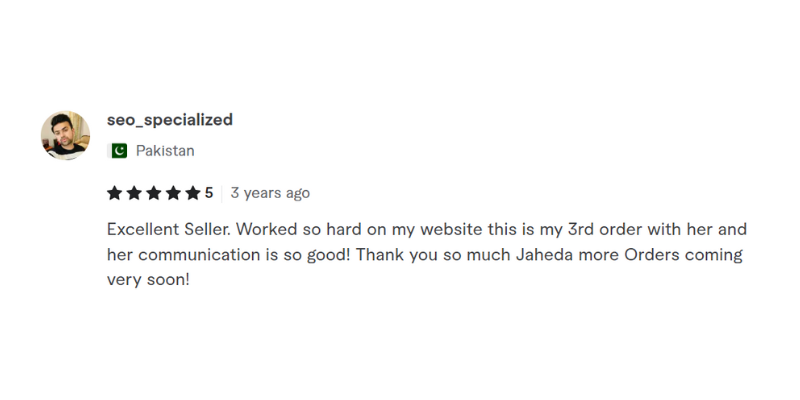 seo_specialized
Pakistan
5 3 years ago
Excellent Seller. Worked so hard on my website this is my 3rd order with her and
her communication is so good! Thank you so much Jaheda more Orders coming
very soon!